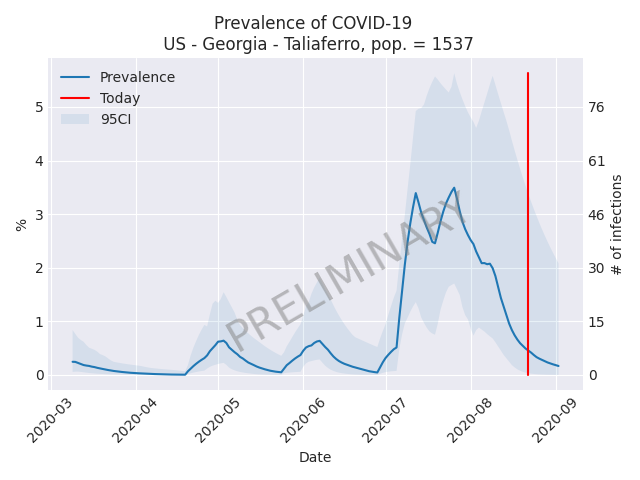 Prevalence of COVID-19
US - Georgia - Taliaferro, pop. = 1537
Prevalence
Today
95CI
5
4
3
2
1
0
%
76
61
46
30
15
0
# of infections
PRELIMINARY
2020-03
2020-04
2020-05
2020-06
2020-07
2020-08
2020-09
Date